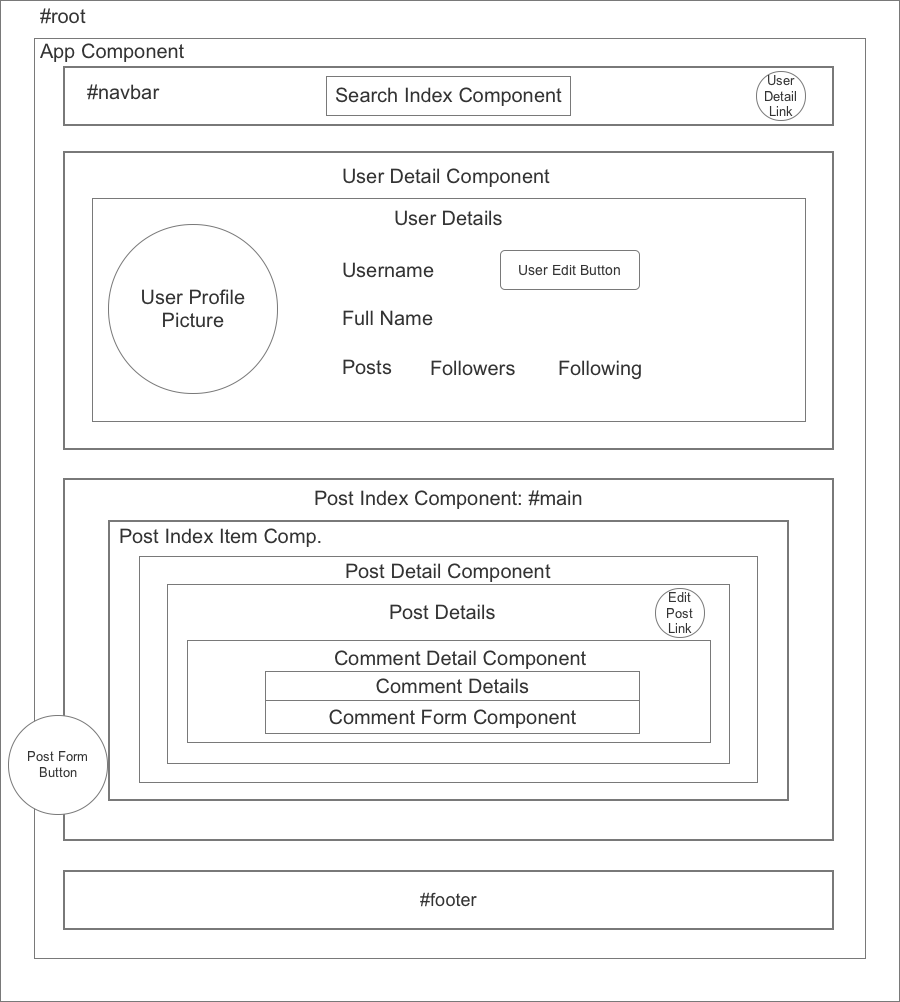 #root
App Component
#navbar
Search Index Component
User
Detail
Link
User Detail Component
User Details
User Profile
Picture
Username
User Edit Button
Full Name
Posts
Followers
Following
Post Index Component: #main
Post Index Item Comp.
Post Detail Component
Post Details
Edit
Post
Link
Comment Detail Component
Comment Details
Comment Form Component
Post Form
Button
#footer